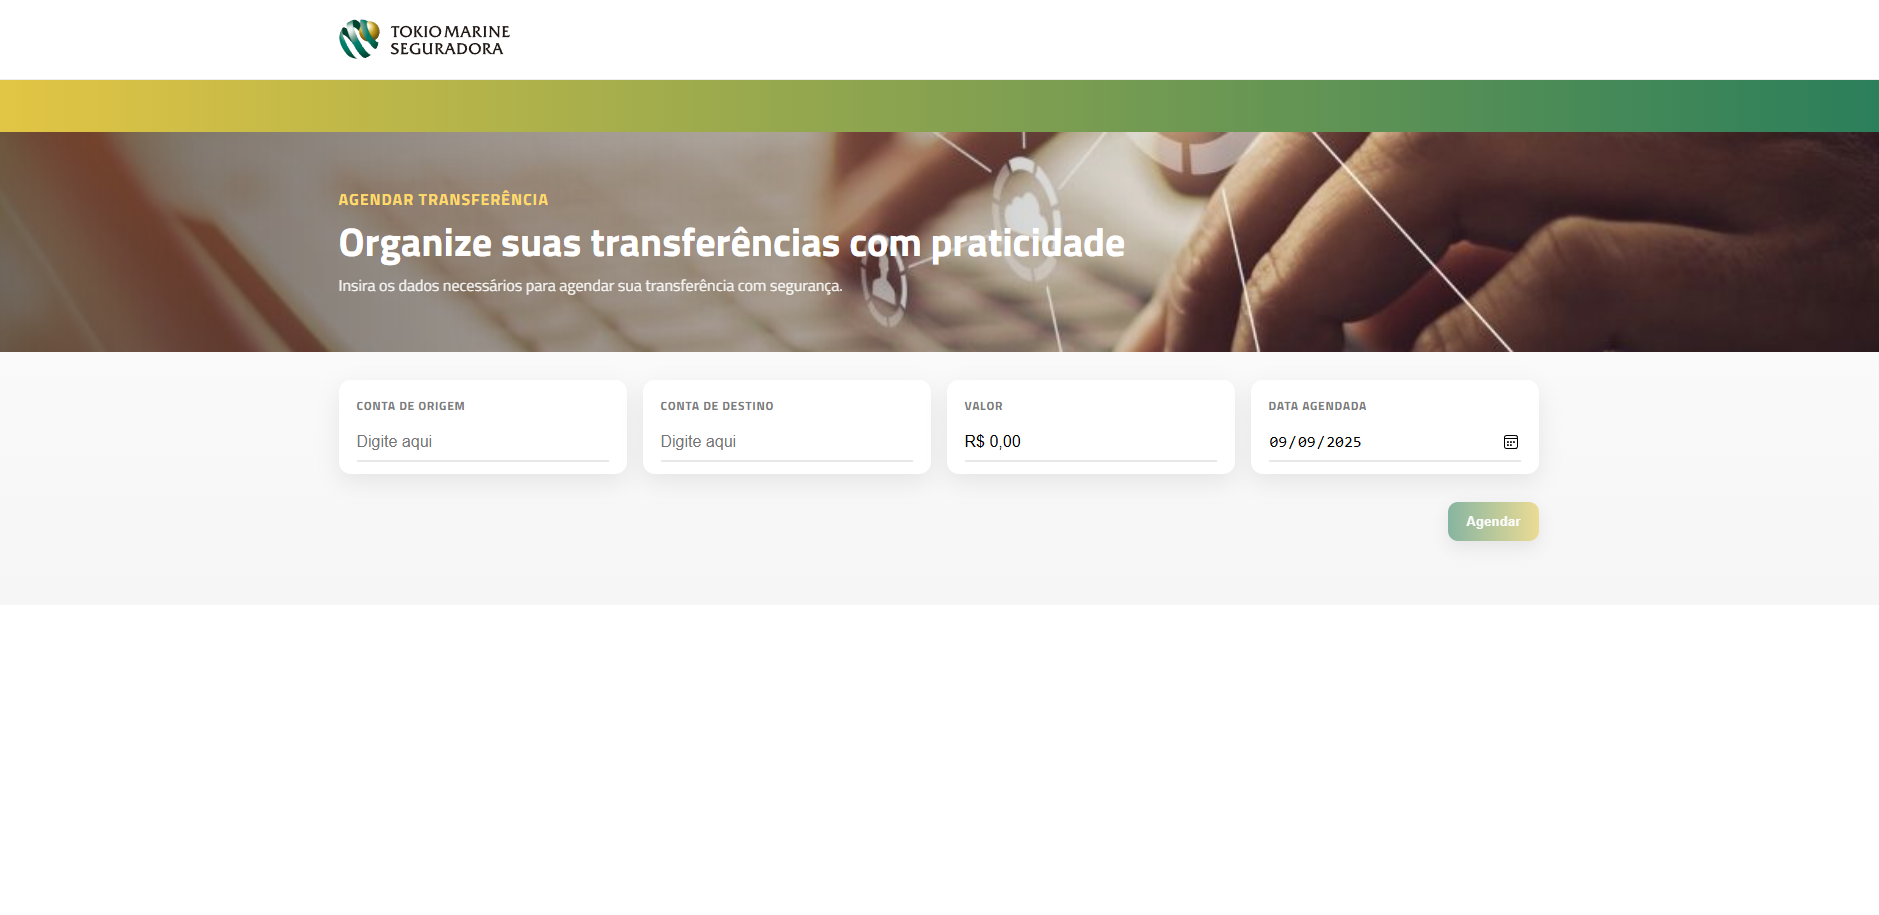 TOKIO MARINE
SEGURADORA
AGENDAR TRANSFERÊNCIA
Organize suas transferências com praticidade
Insira os dados necessários para agendar sua transferência com segurança.
CONTA DE ORIGEM
Digite aqui
CONTA DE DESTINO
Digite aqui
VALOR
R$ 0,00
DATA AGENDADA
09/09/2025
Agendar